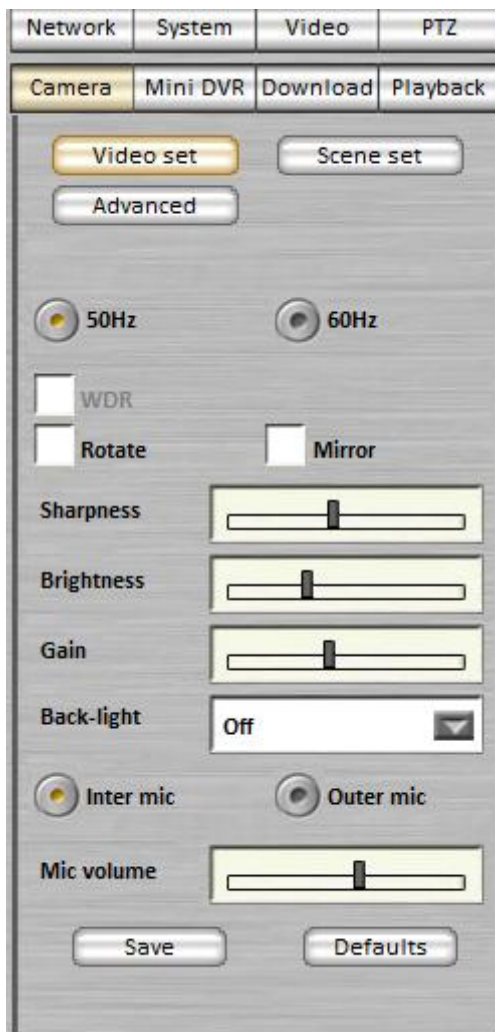 Network System Video PTZ
Camera Mini DVR Download Playback
Video set Scene set
Advanced
50Hz 60Hz
WDR
Rotate Mirror
Sharpness
Brightness
Gain
Back-light Off
Inter mic Outer mic
Mic volume
Save Defaults